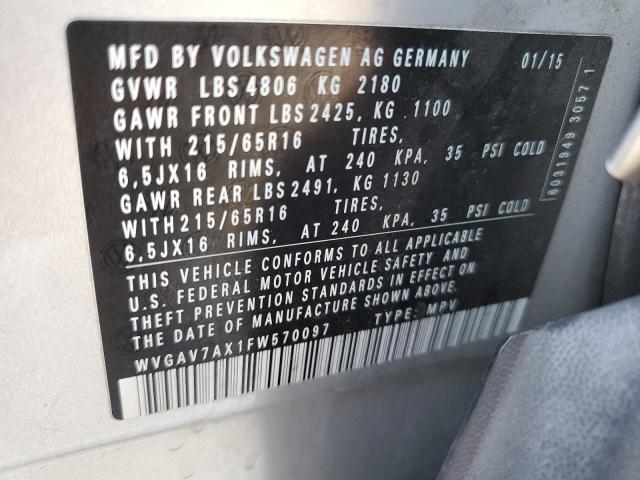 MFD BY VOLKSWAGEN AG GERMANY 01/15
GVWR LBS 4806 KG 2180
GAWR FRONT LBS 2425, KG 1100
WITH 215/65R16 TIRES,
6,5JX16 RIMS, AT 240 KPA, 35 PSI COLD
GAWR REAR LBS 2491, KG 1130
WITH 215/65R16 TIRES,
6,5JX16 RIMS, AT 240 KPA, 35 PSI COLD
THIS VEHICLE CONFORMS TO ALL APPLICABLE
U.S. FEDERAL MOTOR VEHICLE SAFETY AND
THEFT PREVENTION STANDARDS IN EFFECT ON
THE DATE OF MANUFACTURE SHOWN ABOVE.
WVGAV7AX1FW570097 TYPE: MPV
6031949 3057 1